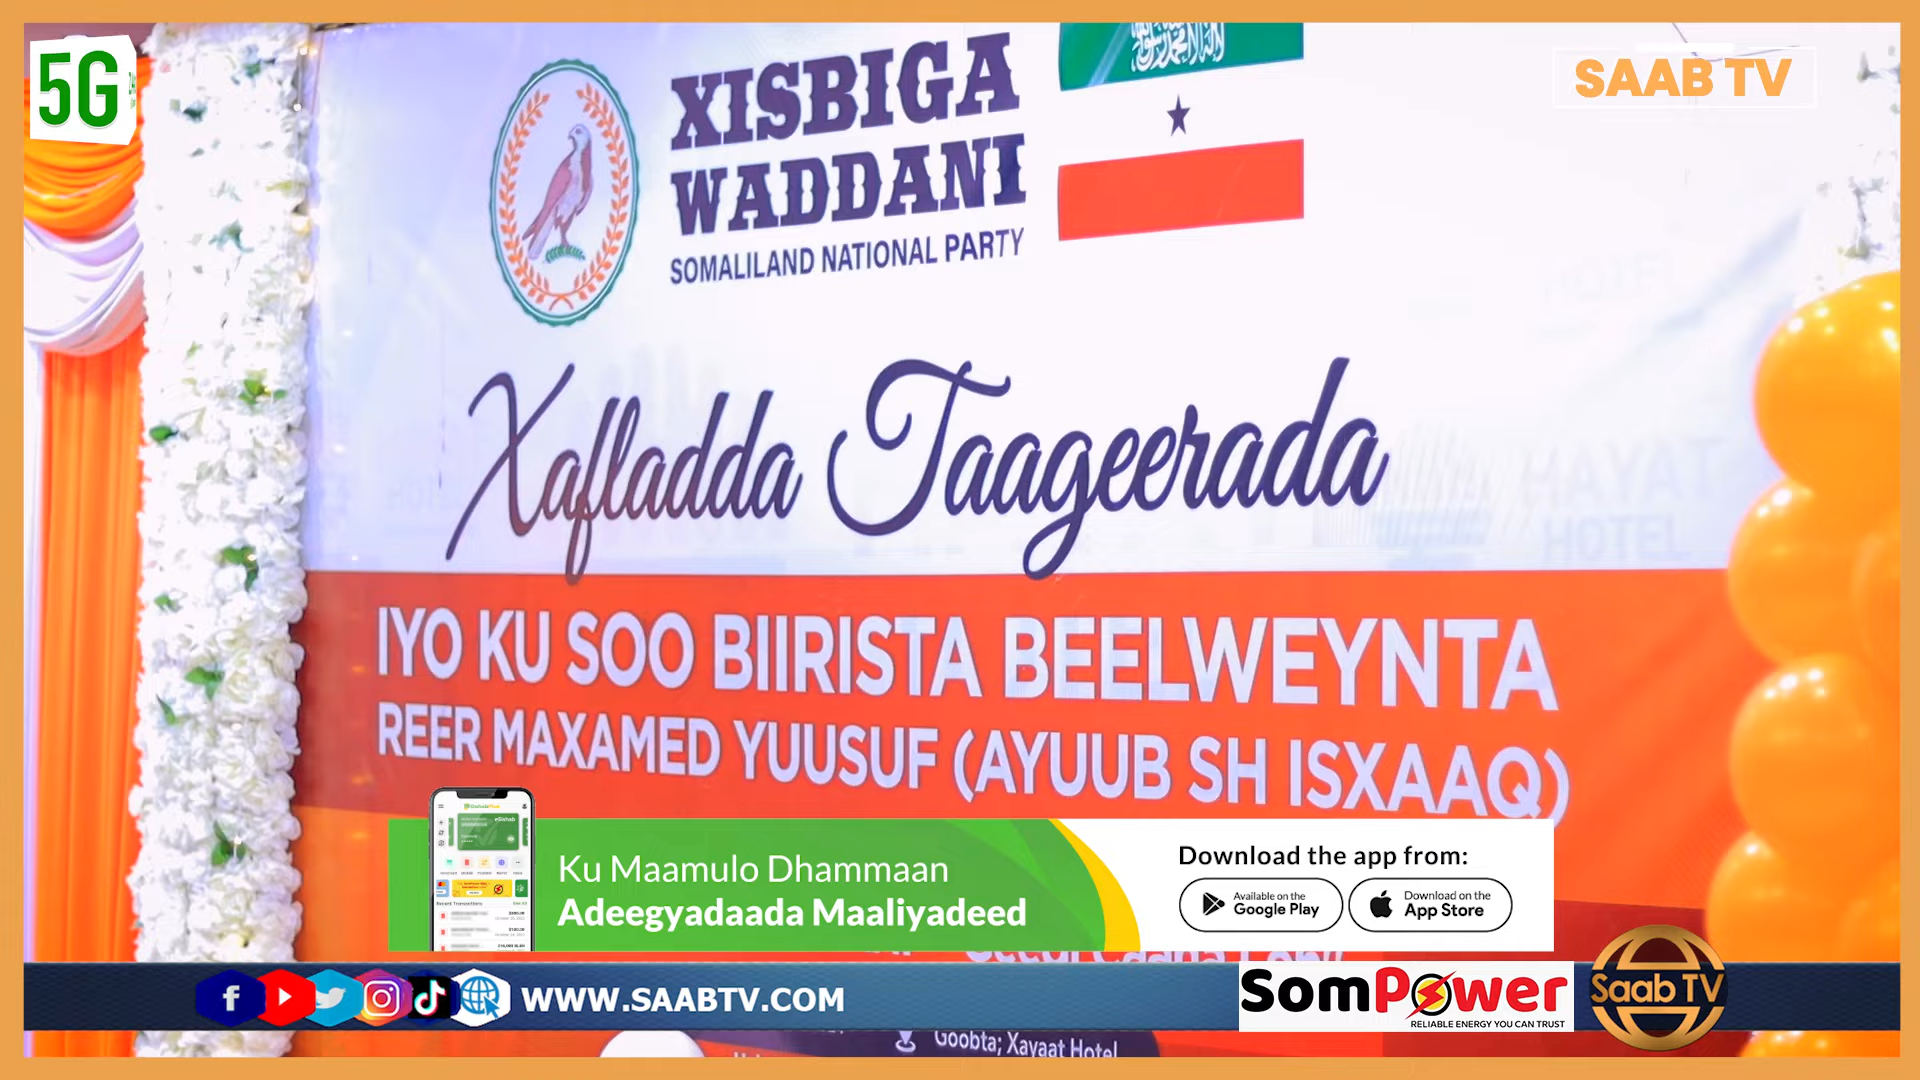 5G
SAAB TV
XISBIGA
WADDANI
SOMALILAND NATIONAL PARTY
Xafladda Taageerada
IYO KU SOO BIIRISTA BEELWEYNTA
REER MAXAMED YUUSUF (AYUUB SH ISXAAQ)
HAYAT
HOTEL
Ku Maamulo Dhammaan
Adeegyadaada Maaliyadeed
Download the app from:
Available on the
Google Play
Download on the
App Store
WWW.SAABTV.COM
SomPower
RELIABLE ENERGY YOU CAN TRUST
Saab TV
Goobta; Xayaat Hotel